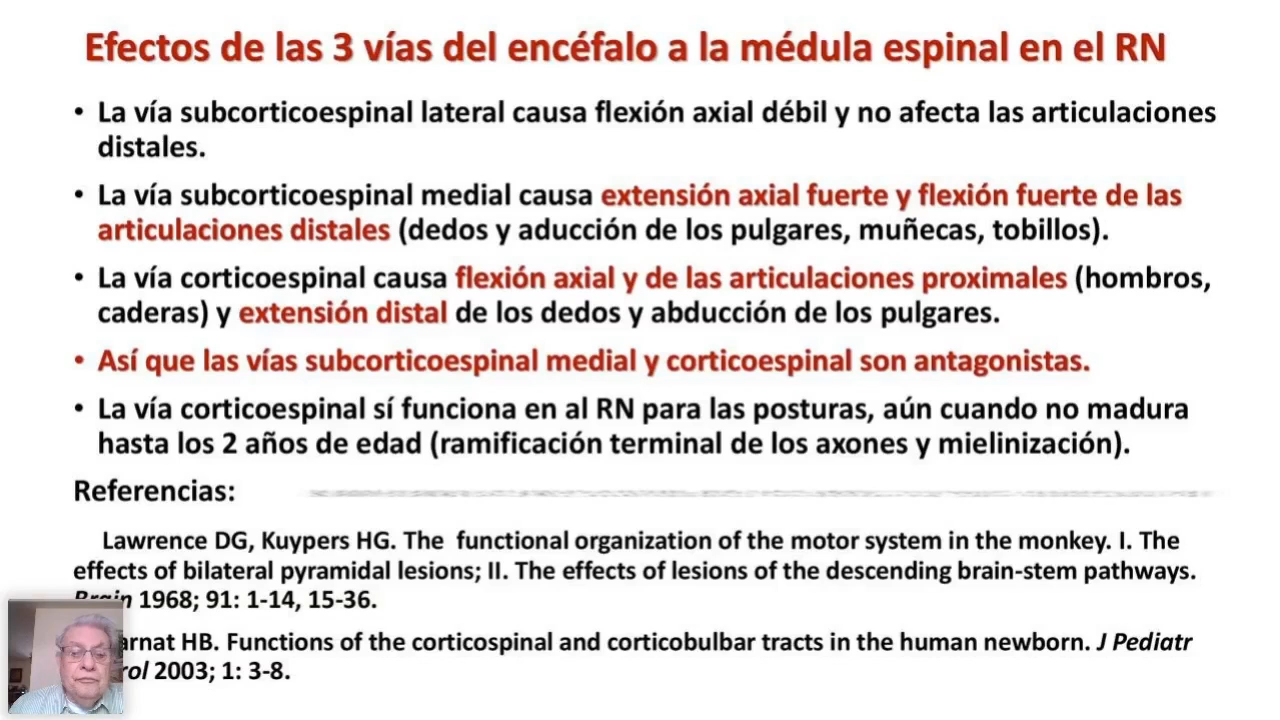 Efectos de las 3 vías del encéfalo a la médula espinal en el RN
• La vía subcorticoespinal lateral causa flexión axial débil y no afecta las articulaciones
distales.
• La vía subcorticoespinal medial causa extensión axial fuerte y flexión fuerte de las
articulaciones distales (dedos y aducción de los pulgares, muñecas, tobillos).
• La vía corticoespinal causa flexión axial y de las articulaciones proximales (hombros,
caderas) y extensión distal de los dedos y abducción de los pulgares.
• Así que las vías subcorticoespinal medial y corticoespinal son antagonistas.
• La vía corticoespinal sí funciona en al RN para las posturas, aún cuando no madura
hasta los 2 años de edad (ramificación terminal de los axones y mielinización).
Referencias:
Lawrence DG, Kuypers HG. The functional organization of the motor system in the monkey. I. The
effects of bilateral pyramidal lesions; II. The effects of lesions of the descending brain-stem pathways.
Brain 1968; 91: 1-14, 15-36.
HB. Functions of the corticospinal and corticobulbar tracts in the human newborn. J Pediatr
2003; 1: 3-8.